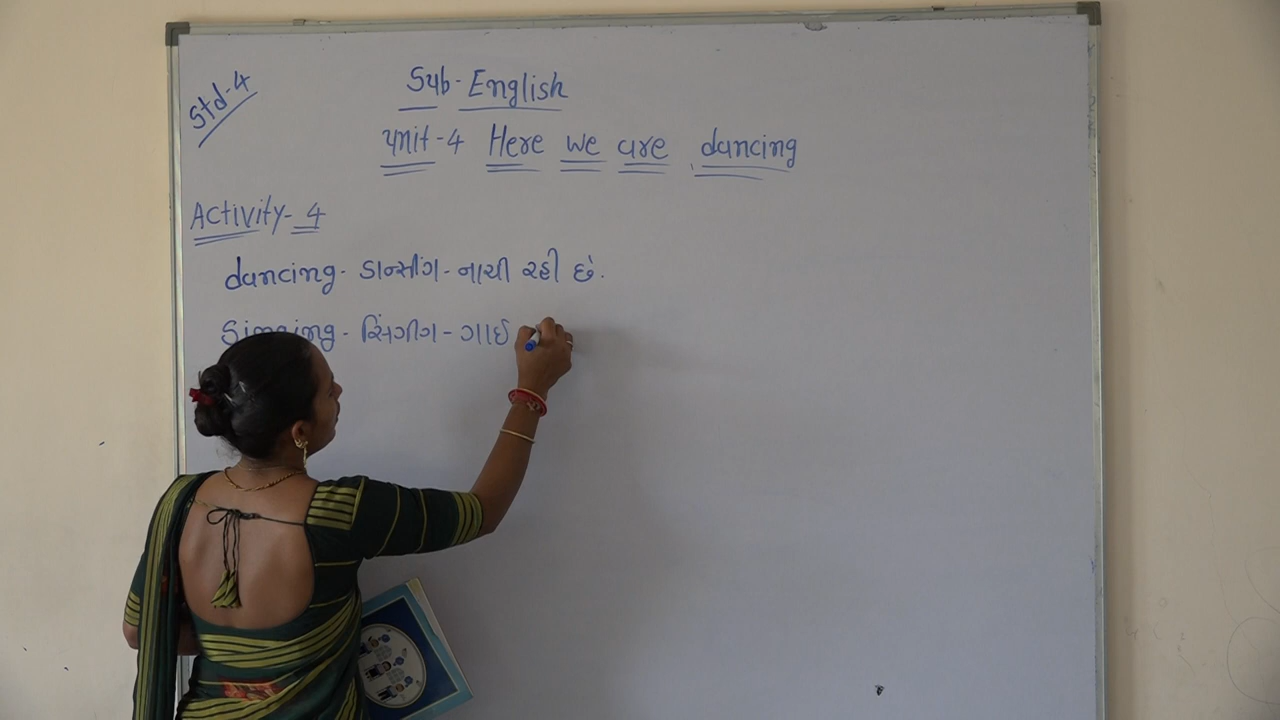 Std-4
Sub-English
Unit-4 Here we are dancing
Activity-4
dancing- ડાન્સીંગ-નાચી રહી છે.
Singing- સિંગીગ-ગાઈ